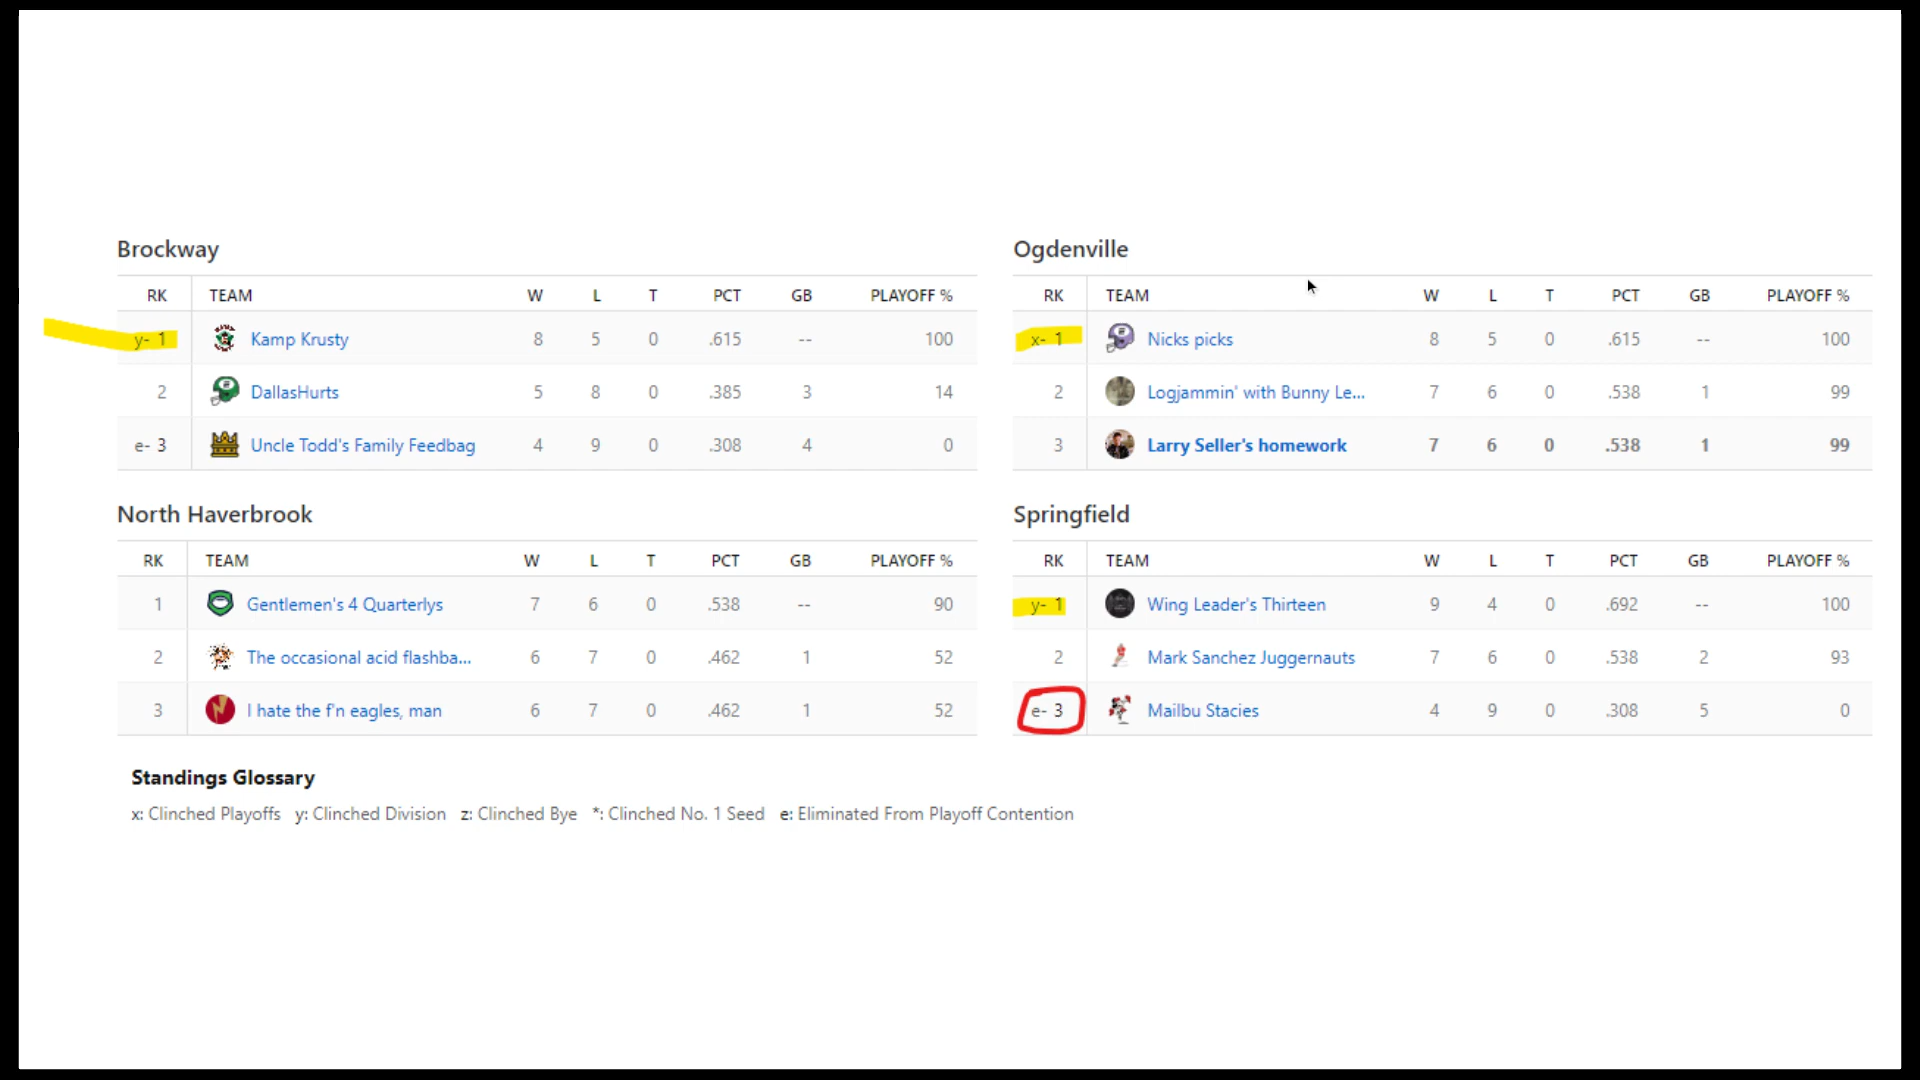 Brockway
RK TEAM W L T PCT GB PLAYOFF %
y- 1 Kamp Krusty 8 5 0 .615 -- 100
2 DallasHurts 5 8 0 .385 3 14
e- 3 Uncle Todd's Family Feedbag 4 9 0 .308 4 0
Ogdenville
RK TEAM W L T PCT GB PLAYOFF %
x- 1 Nicks picks 8 5 0 .615 -- 100
2 Logjammin' with Bunny Le... 7 6 0 .538 1 99
3 Larry Seller's homework 7 6 0 .538 1 99
North Haverbrook
RK TEAM W L T PCT GB PLAYOFF %
1 Gentlemen's 4 Quarterlys 7 6 0 .538 -- 90
2 The occasional acid flashba... 6 7 0 .462 1 52
3 I hate the f'n eagles, man 6 7 0 .462 1 52
Springfield
RK TEAM W L T PCT GB PLAYOFF %
y- 1 Wing Leader's Thirteen 9 4 0 .692 -- 100
2 Mark Sanchez Juggernauts 7 6 0 .538 2 93
e- 3 Mailbu Stacies 4 9 0 .308 5 0
Standings Glossary
x: Clinched Playoffs y: Clinched Division z: Clinched Bye *: Clinched No. 1 Seed e: Eliminated From Playoff Contention